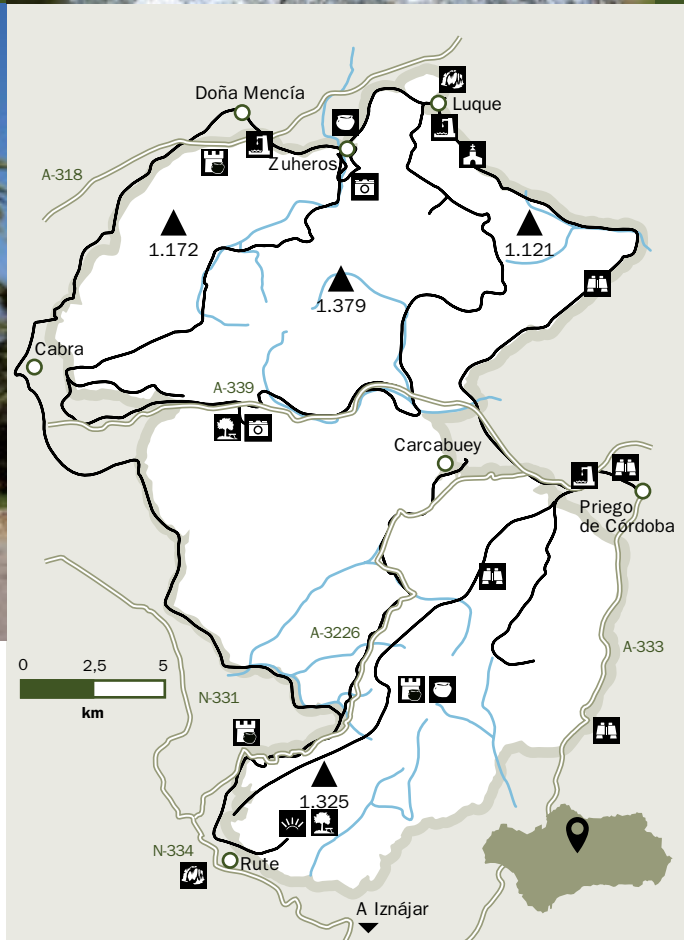 Doña Mencía
Luque
Zuheros
A-318
1.172
1.121
1.379
Cabra
A-339
Carcabuey
Priego
de Córdoba
A-3226
A-333
0 2,5 5
km
N-331
1.325
N-334
Rute
A Iznájar